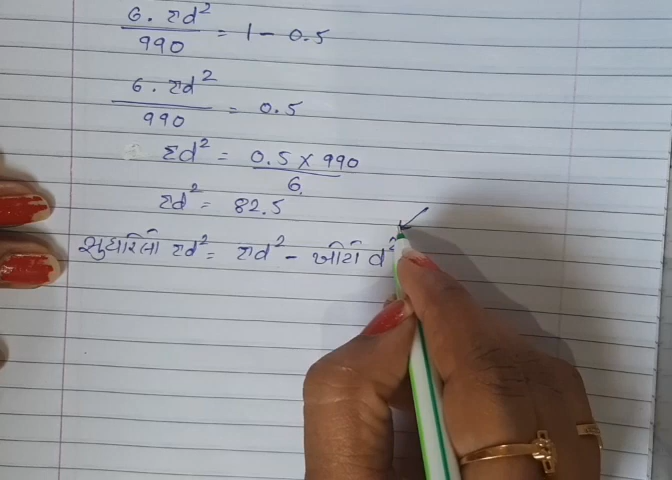 6 . Σd² / 990 = 1 - 0.5
6 . Σd² / 990 = 0.5
Σd² = 0.5 × 990 / 6
Σd² = 82.5
સુધારેલો Σd² = Σd² - ખોટો d²